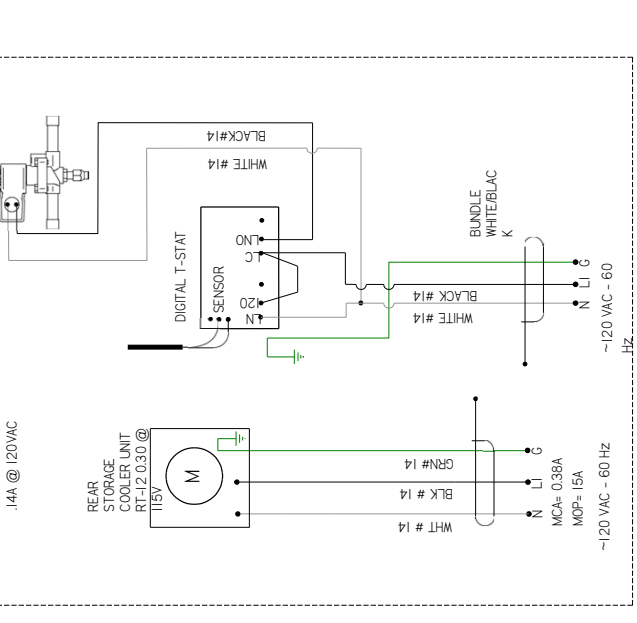 BLACK#14
WHITE #14
DIGITAL T-STAT
SENSOR
LNO
LC
120
LN
BUNDLE
WHITE/BLAC
K
BLACK #14
WHITE #14
G
L1
N
~120 VAC - 60
Hz
.14A @ 120VAC
REAR
STORAGE
COOLER UNIT
RT-12 0.30 @
115V
M
GRN# 14
BLK # 14
WHT # 14
G
L1
N
MCA= 0.38A
MOP= 15A
~120 VAC - 60 Hz